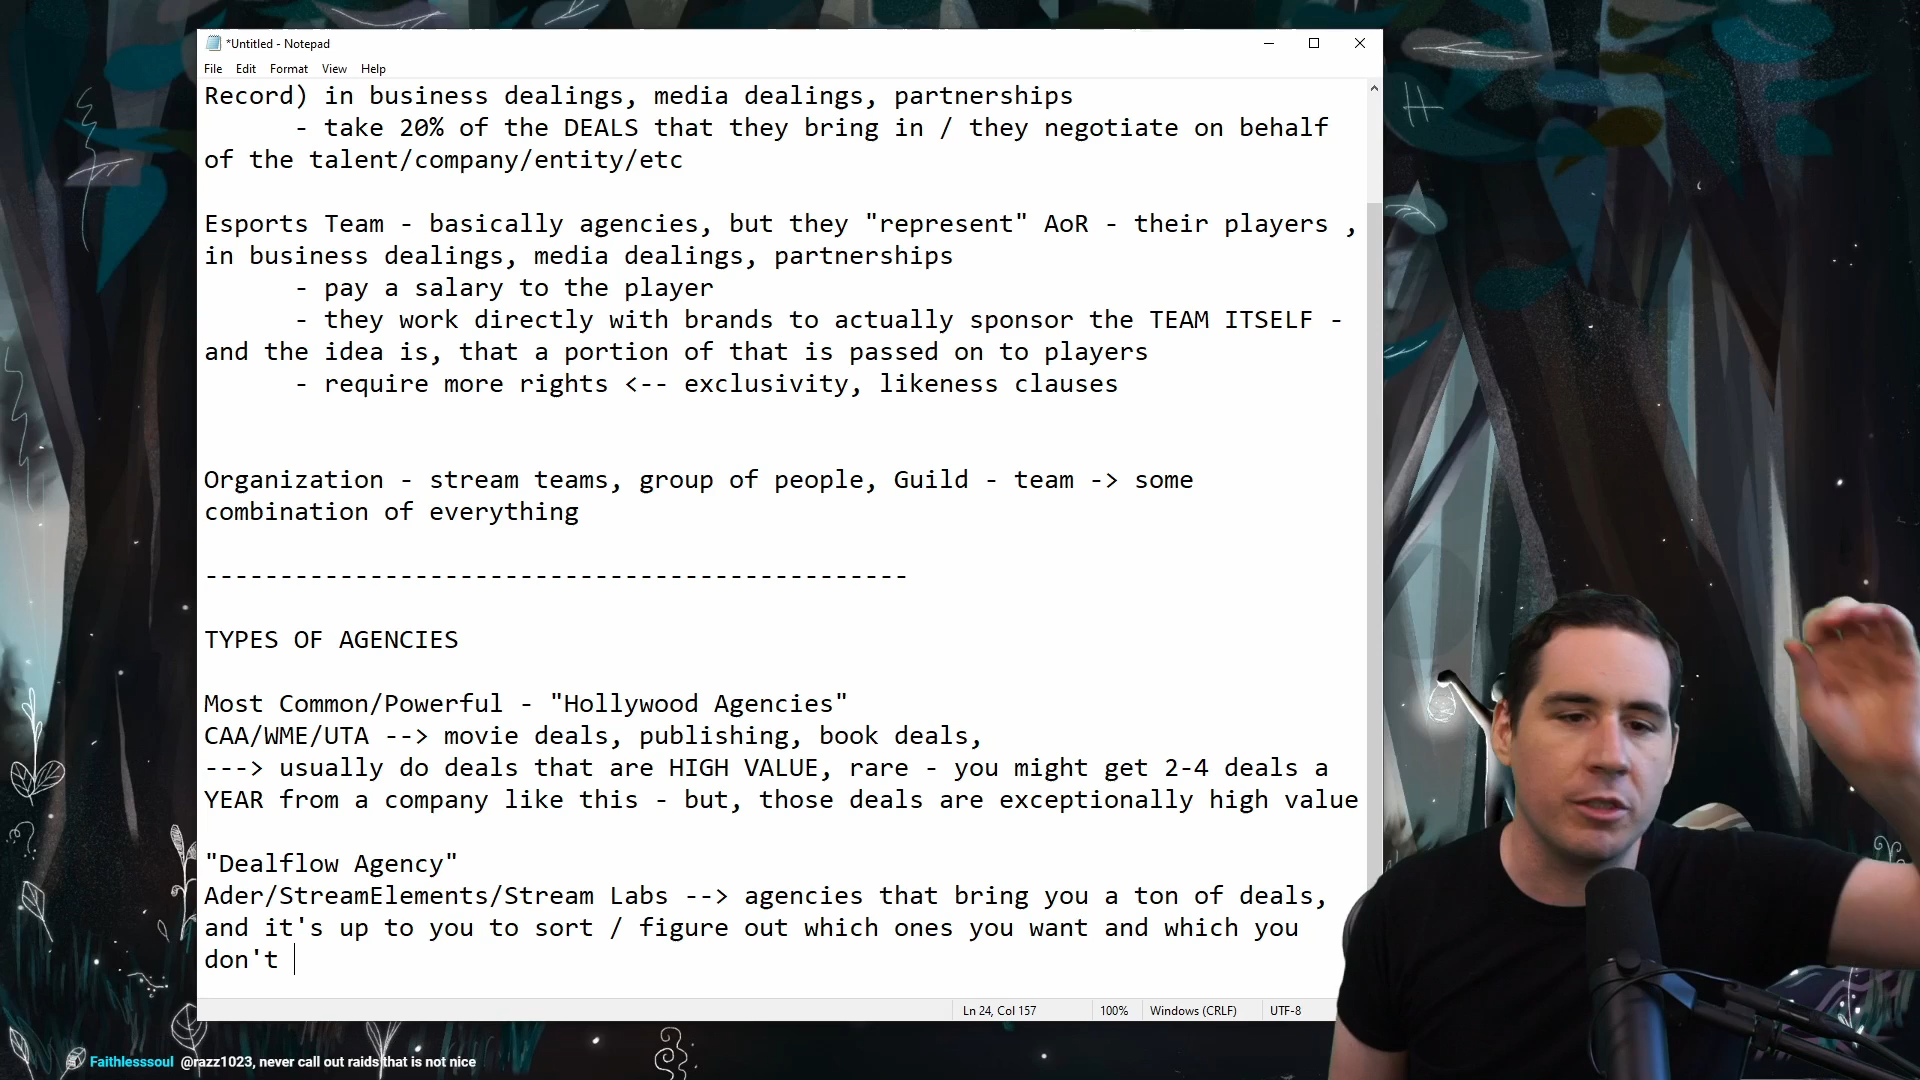 *Untitled - Notepad
File Edit Format View Help
Record) in business dealings, media dealings, partnerships
- take 20% of the DEALS that they bring in / they negotiate on behalf
of the talent/company/entity/etc
Esports Team - basically agencies, but they "represent" AoR - their players ,
in business dealings, media dealings, partnerships
- pay a salary to the player
- they work directly with brands to actually sponsor the TEAM ITSELF -
and the idea is, that a portion of that is passed on to players
- require more rights <-- exclusivity, likeness clauses
Organization - stream teams, group of people, Guild - team -> some
combination of everything
-----------------------------------------------
TYPES OF AGENCIES
Most Common/Powerful - "Hollywood Agencies"
CAA/WME/UTA --> movie deals, publishing, book deals,
---> usually do deals that are HIGH VALUE, rare - you might get 2-4 deals a
YEAR from a company like this - but, those deals are exceptionally high value
"Dealflow Agency"
Ader/StreamElements/Stream Labs --> agencies that bring you a ton of deals,
and it's up to you to sort / figure out which ones you want and which you
don't
Ln 24, Col 157 100% Windows (CRLF) UTF-8
Faithlesssoul @razz1023, never call out raids that is not nice